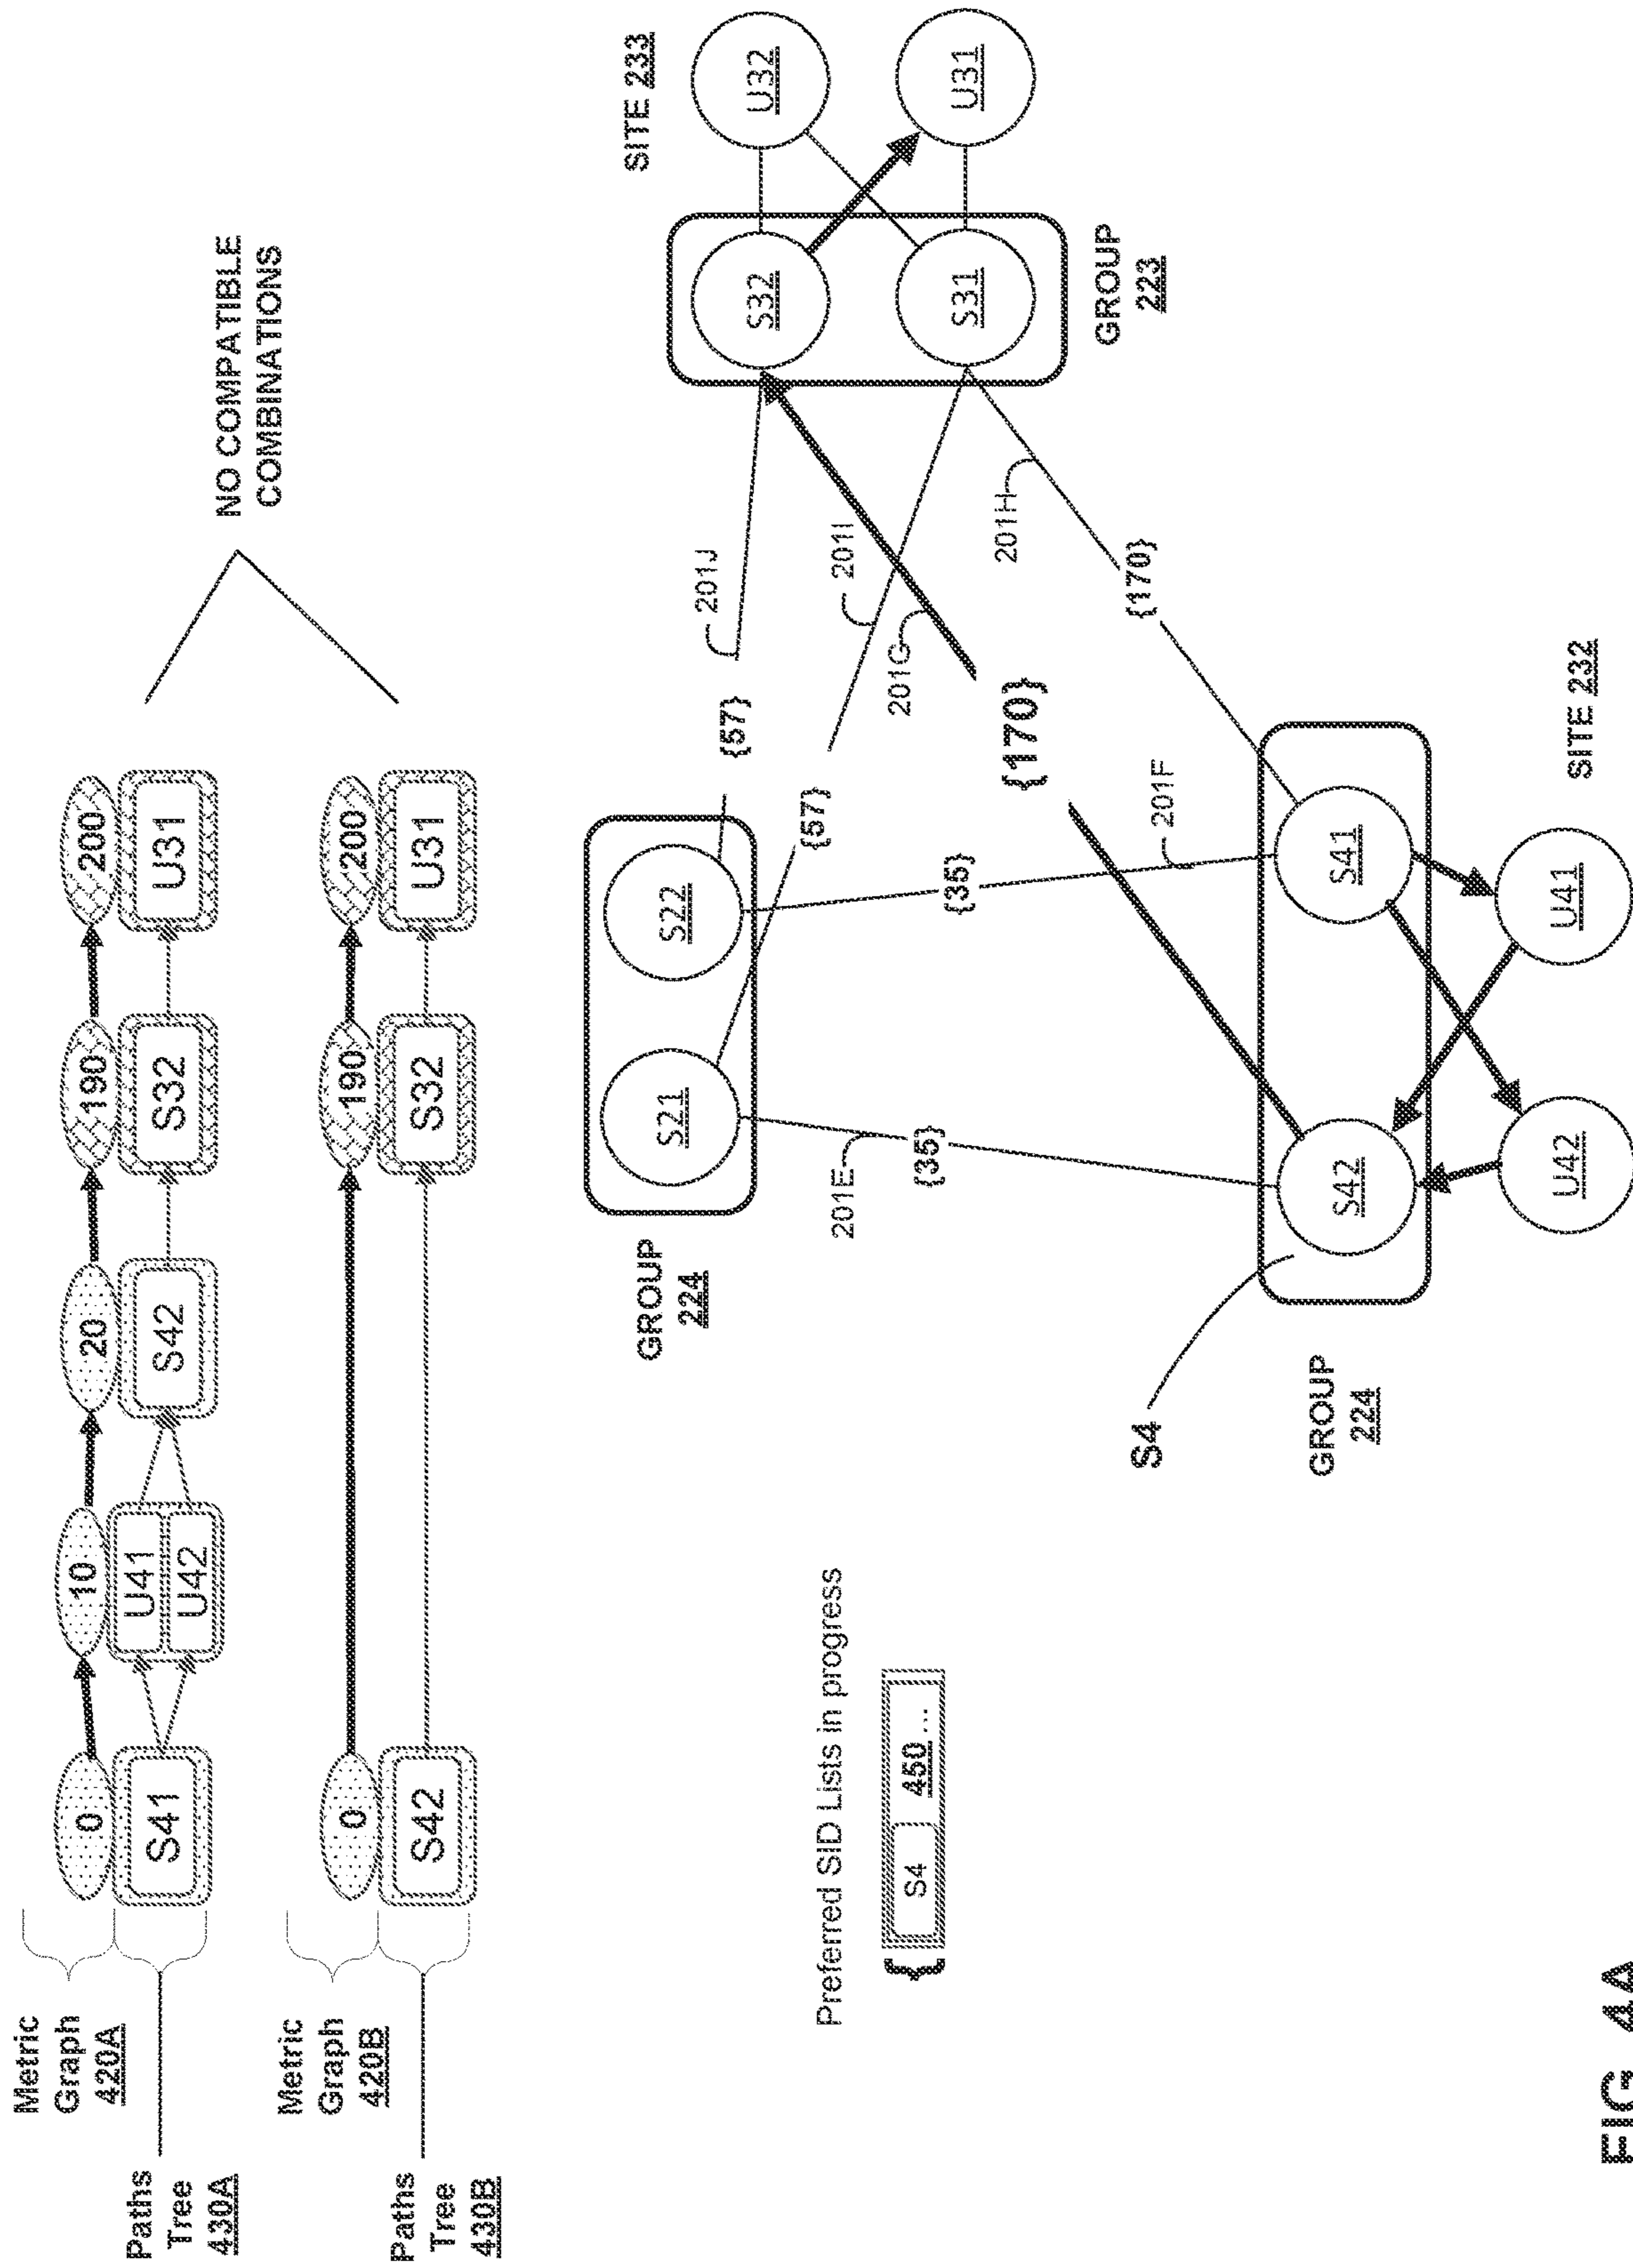 Metric
Graph
420A
Paths
Tree
430A
0
10
20
190
200
S41
U41
U42
S42
S32
U31
NO COMPATIBLE
COMBINATIONS
Metric
Graph
420B
Paths
Tree
430B
0
190
200
S42
S32
U31
Preferred SID Lists in progress
{
S4
450 ...
GROUP
224
S21
S22
{57}
201J
{57}
201I
201G
SITE 233
S32
U32
S31
U31
GROUP
223
201E
{35}
{35}
201F
{170}
201H
{170}
S4
GROUP
224
S42
S41
U42
U41
SITE 232
FIG. 4A